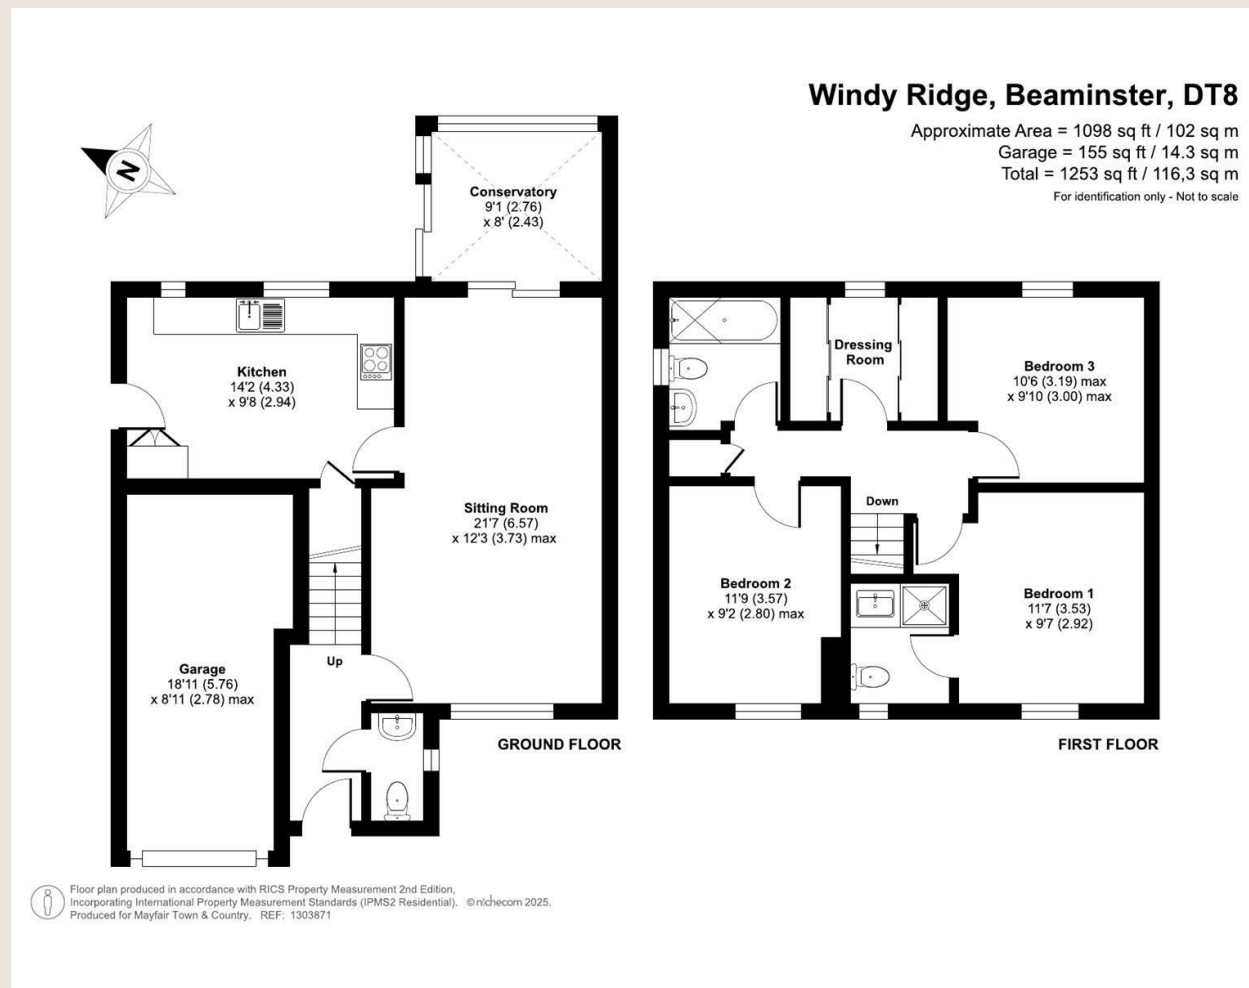 Windy Ridge, Beaminster, DT8
Approximate Area = 1098 sq ft / 102 sq m
Garage = 155 sq ft / 14.3 sq m
Total = 1253 sq ft / 116,3 sq m
For identification only - Not to scale
N
Conservatory
9'1 (2.76)
x 8' (2.43)
Kitchen
14'2 (4.33)
x 9'8 (2.94)
Sitting Room
21'7 (6.57)
x 12'3 (3.73) max
Garage
18'11 (5.76)
x 8'11 (2.78) max
Up
GROUND FLOOR
Dressing
Room
Bedroom 3
10'6 (3.19) max
x 9'10 (3.00) max
Down
Bedroom 2
11'9 (3.57)
x 9'2 (2.80) max
Bedroom 1
11'7 (3.53)
x 9'7 (2.92)
FIRST FLOOR
Floor plan produced in accordance with RICS Property Measurement 2nd Edition,
Incorporating International Property Measurement Standards (IPMS2 Residential). © nichecom 2025.
Produced for Mayfair Town & Country. REF: 1303871